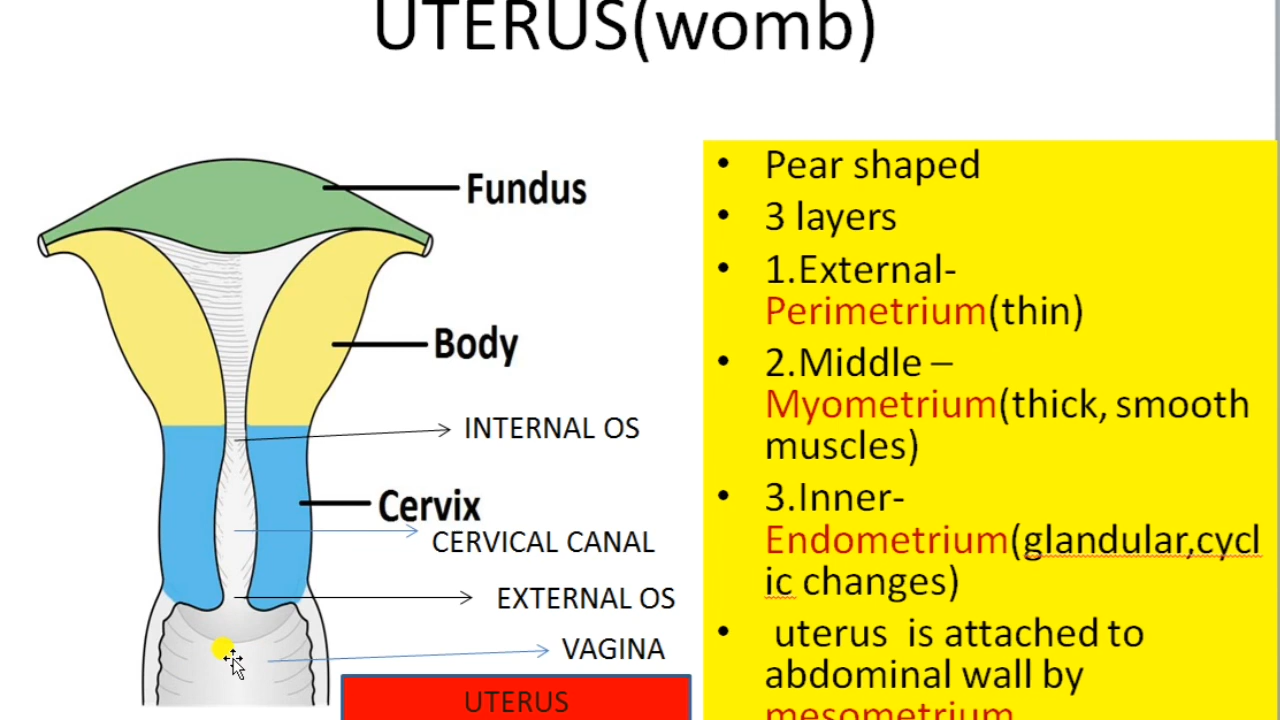 UTERUS(womb)
Fundus
Body
INTERNAL OS
Cervix
CERVICAL CANAL
EXTERNAL OS
VAGINA
UTERUS
• Pear shaped
• 3 layers
• 1.External-
Perimetrium(thin)
• 2.Middle –
Myometrium(thick, smooth
muscles)
• 3.Inner-
Endometrium(glandular,cycl
ic changes)
• uterus is attached to
abdominal wall by
mesometrium